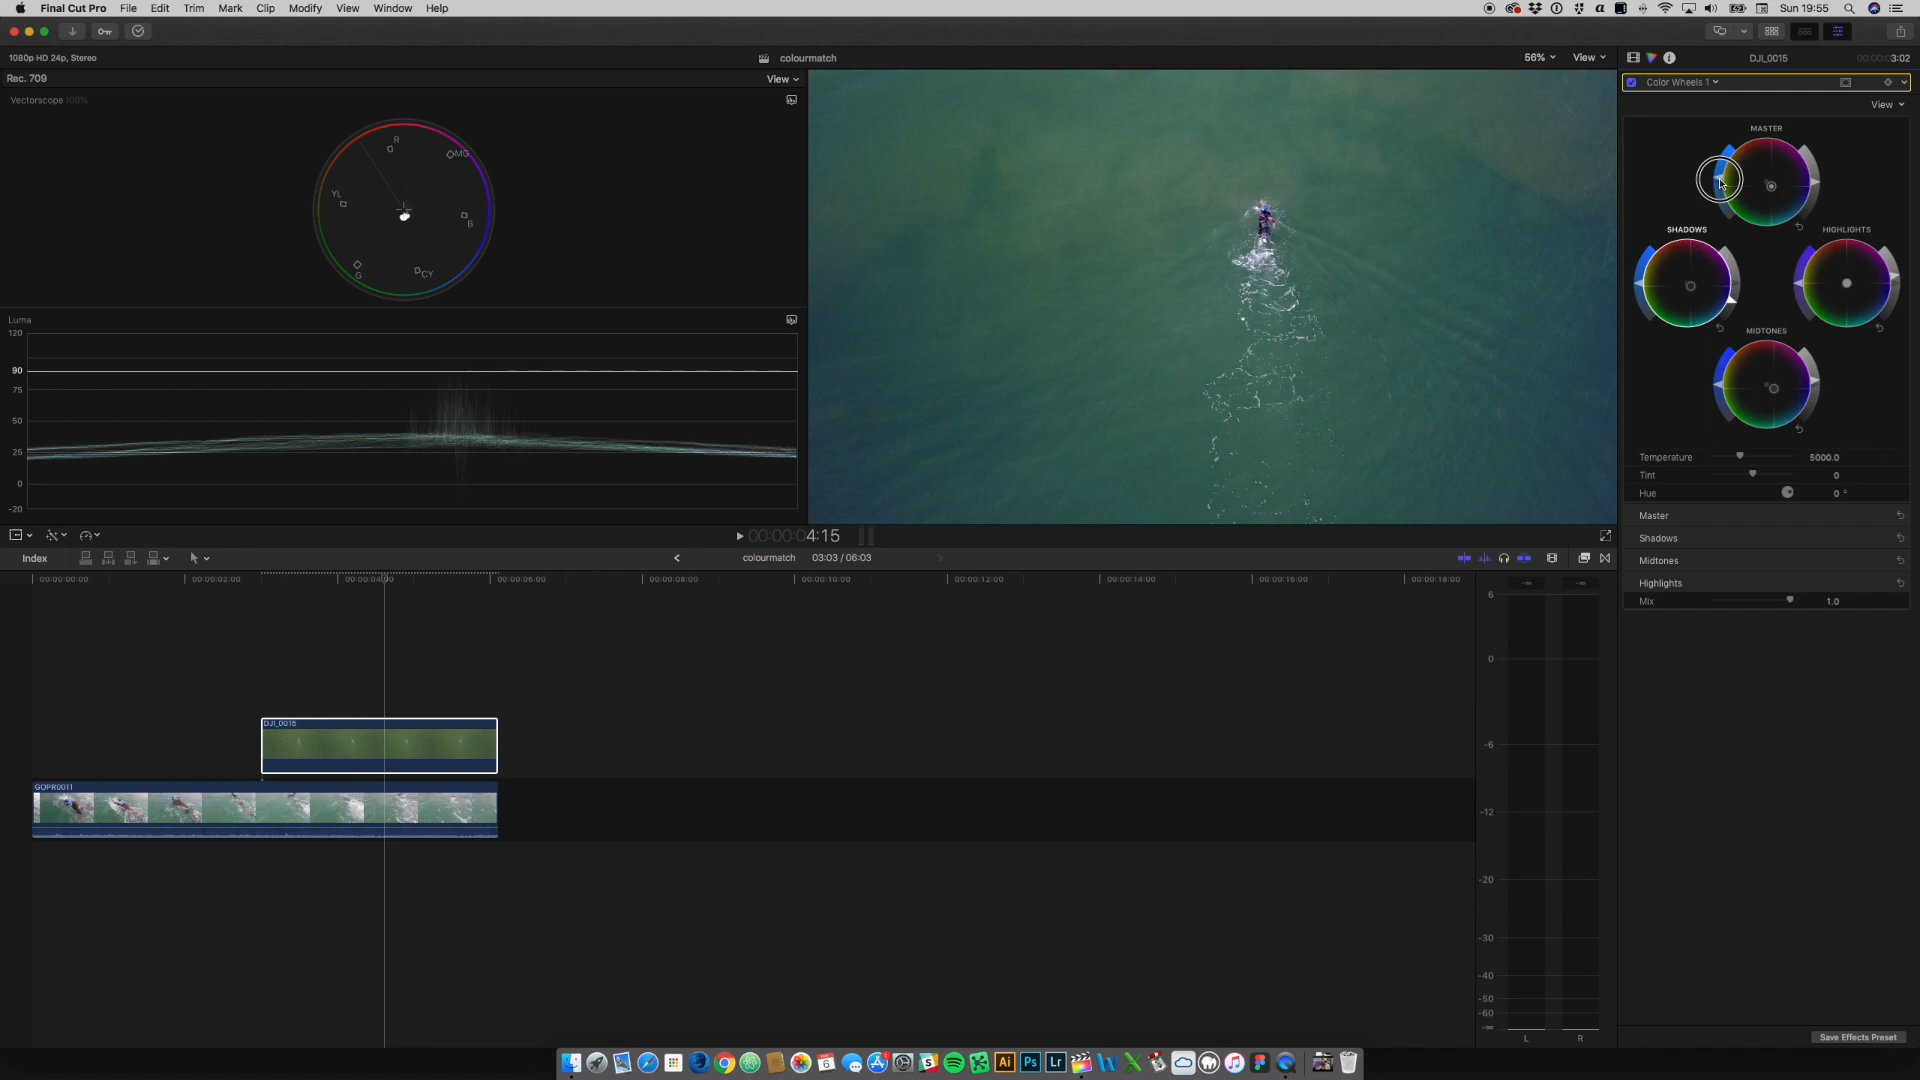 Final Cut Pro File Edit Trim Mark Clip Modify View Window Help
Sun 19:55
1080p HD 24p, Stereo
colourmatch
56%
View
DJI_0015
3:02
Rec. 709
View
Color Wheels 1
View
Vectorscope 100%
R
MG
YL
B
G
CY
MASTER
SHADOWS
HIGHLIGHTS
MIDTONES
Luma
120
90
75
50
25
0
-20
Temperature 5000.0
Tint 0
Hue 0 °
Master
Shadows
Midtones
Highlights
Mix 1.0
00:00:04:15
Index
colourmatch 03:03 / 06:03
00:00:00:00
00:00:02:00
00:00:04:00
00:00:06:00
00:00:08:00
00:00:10:00
00:00:12:00
00:00:14:00
00:00:16:00
00:00:18:00
DJI_0015
GOPR0011
-∞ -∞
6
0
-6
-12
-20
-30
-40
-50
-60
-∞
L R
Save Effects Preset
Ai Ps Lr